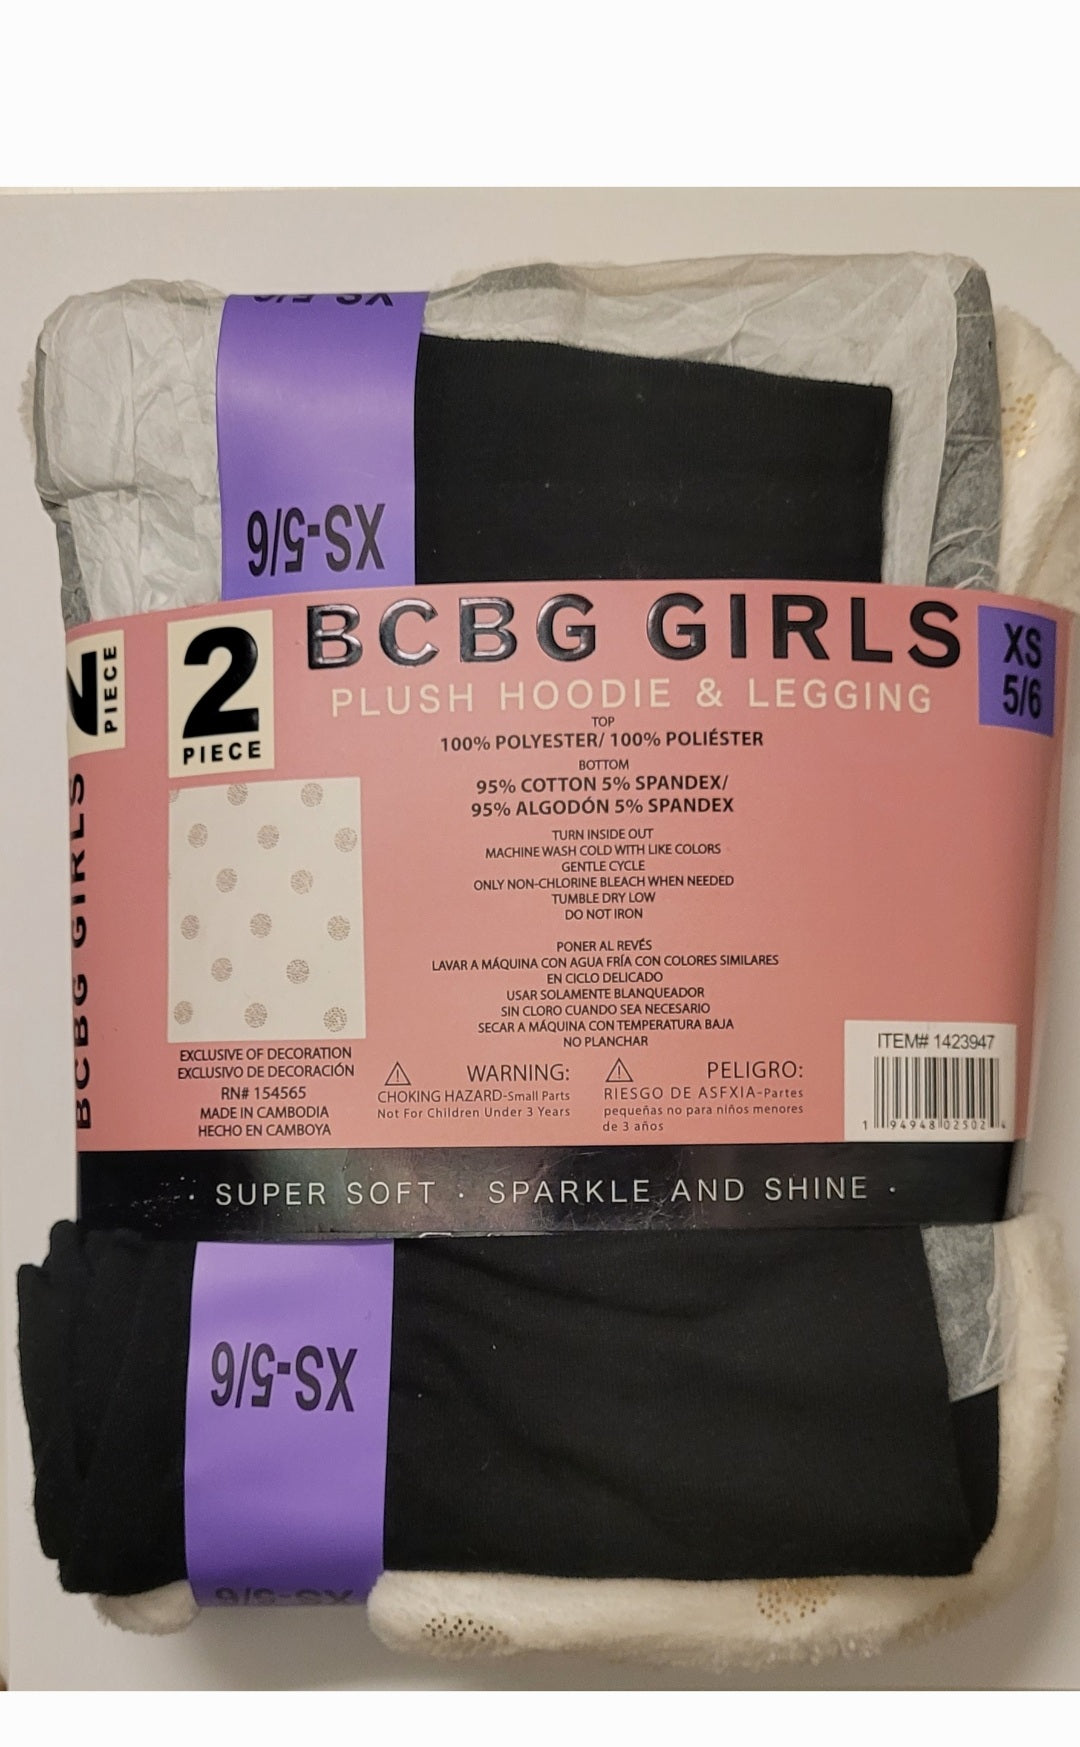 XS-5/6
XS-5/6
BCBG GIRLS
PLUSH HOODIE & LEGGING
XS
5/6
2
PIECE
2
PIECE
BCBG GIRLS
TOP
100% POLYESTER/ 100% POLIÉSTER
BOTTOM
95% COTTON 5% SPANDEX/
95% ALGODÓN 5% SPANDEX
TURN INSIDE OUT
MACHINE WASH COLD WITH LIKE COLORS
GENTLE CYCLE
ONLY NON-CHLORINE BLEACH WHEN NEEDED
TUMBLE DRY LOW
DO NOT IRON
PONER AL REVÉS
LAVAR A MÁQUINA CON AGUA FRÍA CON COLORES SIMILARES
EN CICLO DELICADO
USAR SOLAMENTE BLANQUEADOR
SIN CLORO CUANDO SEA NECESARIO
SECAR A MÁQUINA CON TEMPERATURA BAJA
NO PLANCHAR
EXCLUSIVE OF DECORATION
EXCLUSIVO DE DECORACIÓN
RN# 154565
MADE IN CAMBODIA
HECHO EN CAMBOYA
WARNING:
CHOKING HAZARD-Small Parts
Not For Children Under 3 Years
PELIGRO:
RIESGO DE ASFXIA-Partes
pequeñas no para niños menores
de 3 años
ITEM# 1423947
1 94948 02502 4
· SUPER SOFT · SPARKLE AND SHINE ·
XS-5/6
XS-5/6